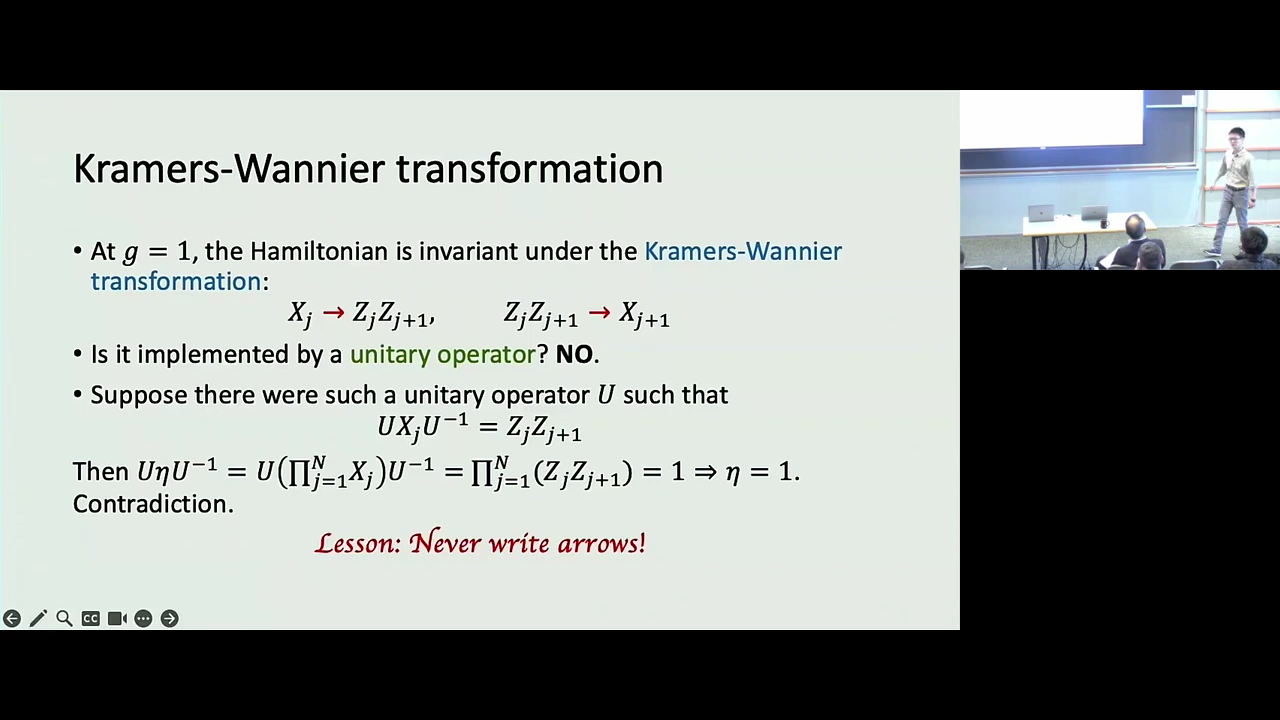 Kramers-Wannier transformation
• At g = 1, the Hamiltonian is invariant under the Kramers-Wannier
transformation:
X_j → Z_jZ_{j+1},   Z_jZ_{j+1} → X_{j+1}
• Is it implemented by a unitary operator? NO.
• Suppose there were such a unitary operator U such that
UX_jU^{−1} = Z_jZ_{j+1}
Then UηU^{−1} = U(∏_{j=1}^{N} X_j)U^{−1} = ∏_{j=1}^{N}(Z_jZ_{j+1}) = 1 ⇒ η = 1.
Contradiction.
Lesson: Never write arrows!
CC